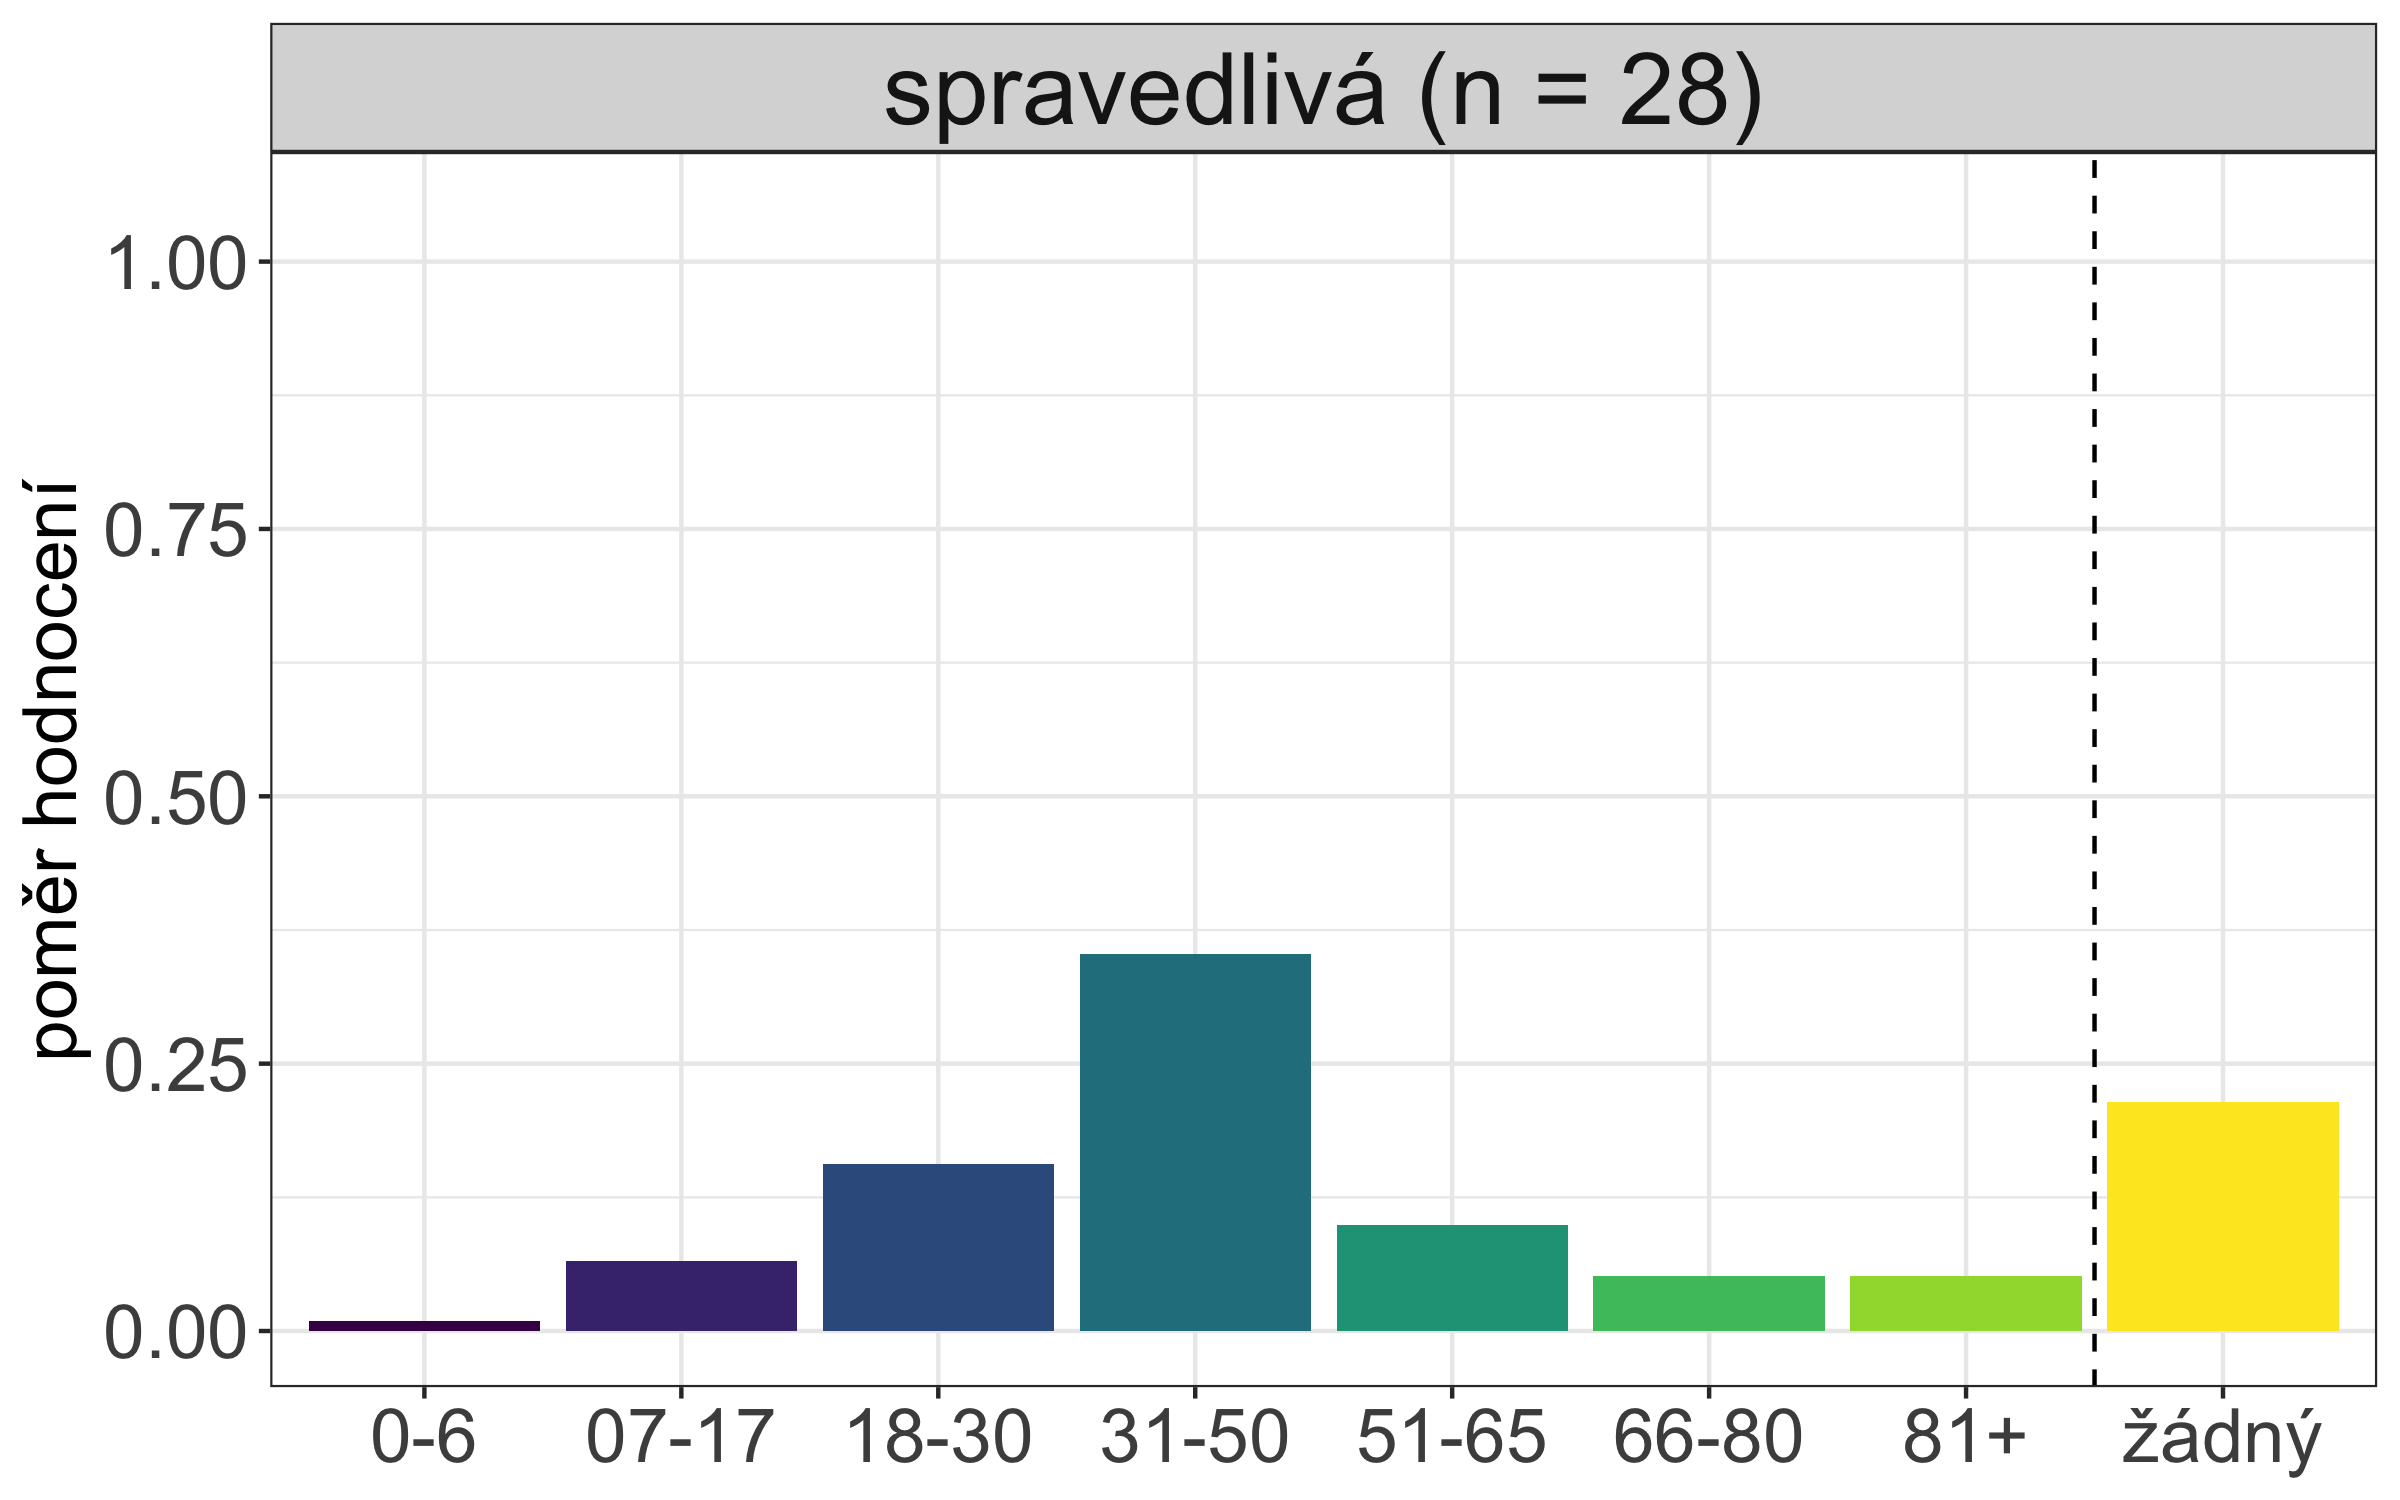 spravedlivá (n = 28)
poměr hodnocení
1.00
0.75
0.50
0.25
0.00
0-6 07-17 18-30 31-50 51-65 66-80 81+ žádný